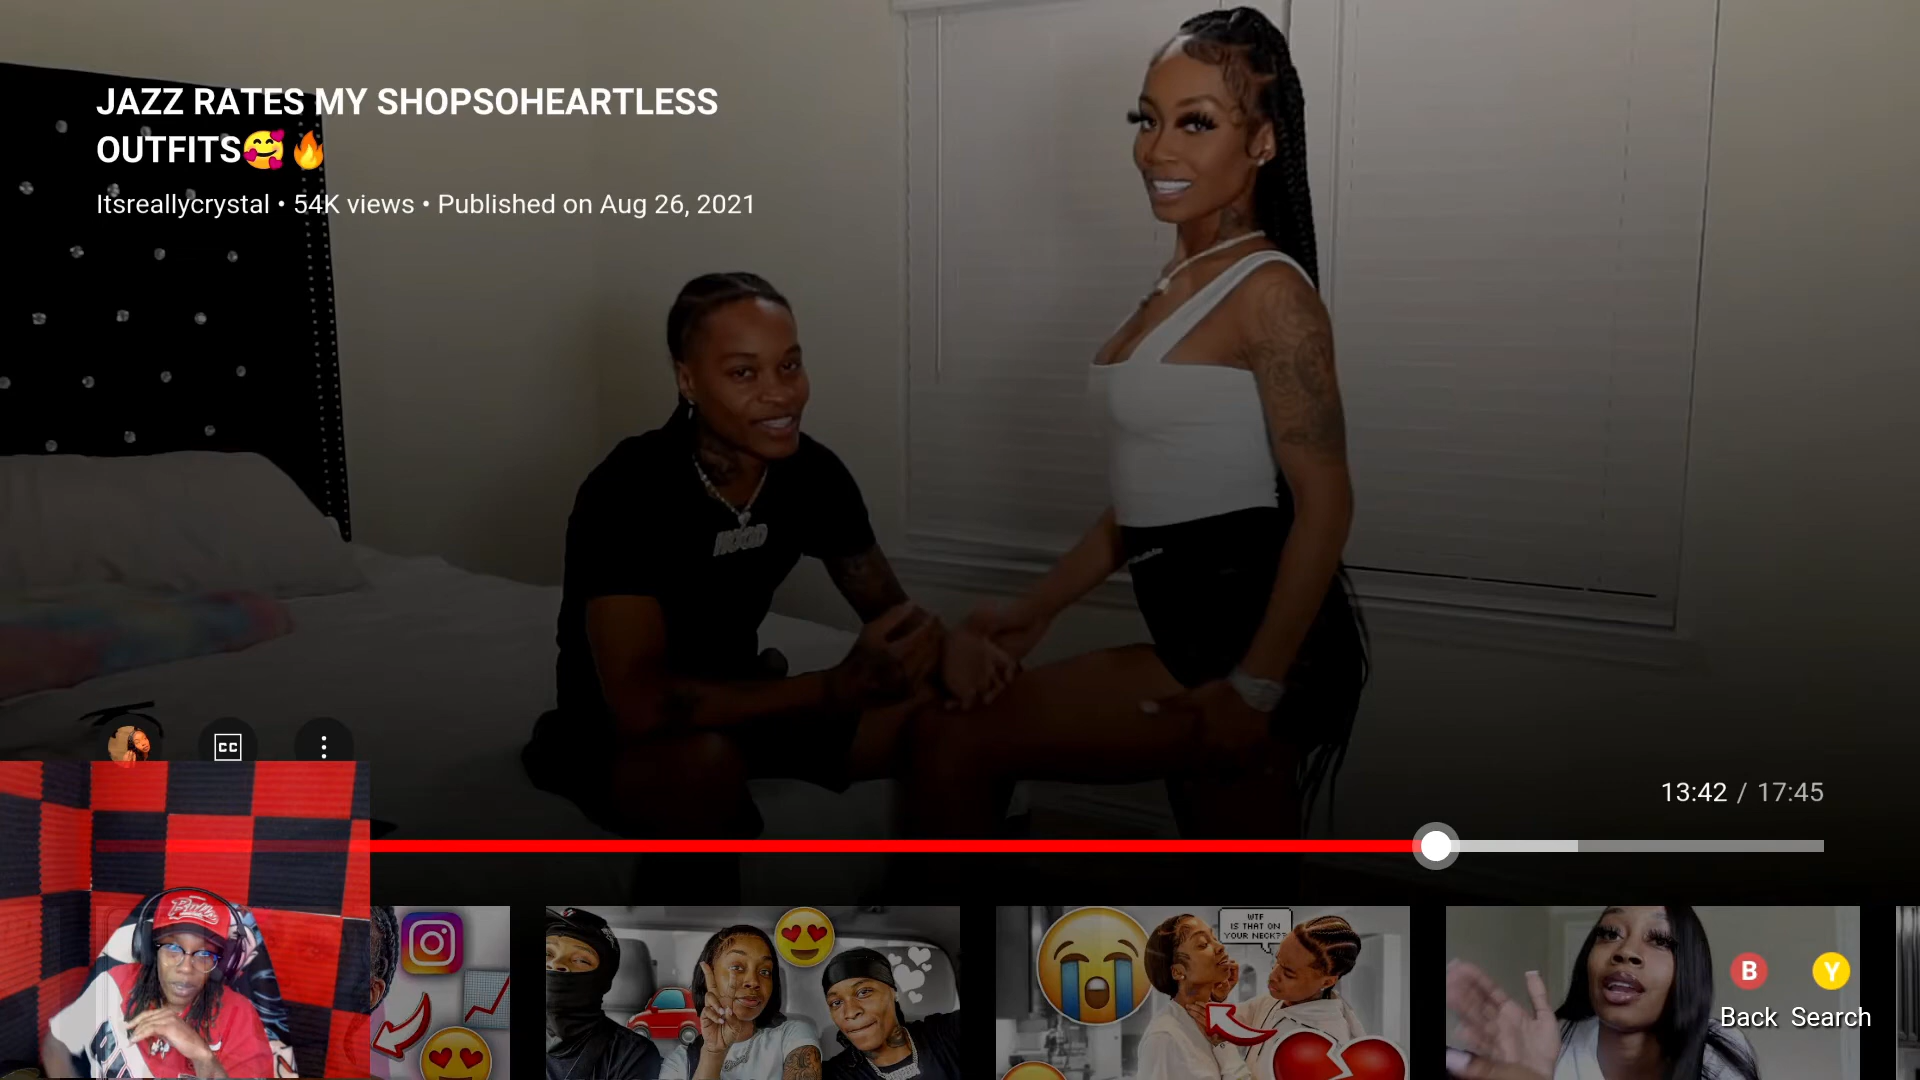 JAZZ RATES MY SHOPSOHEARTLESS
OUTFITS🥰🔥
Itsreallycrystal • 54K views • Published on Aug 26, 2021
CC
13:42 / 17:45
WTF
IS THAT ON
YOUR NECK??
B
Y
Back
Search
Bulls